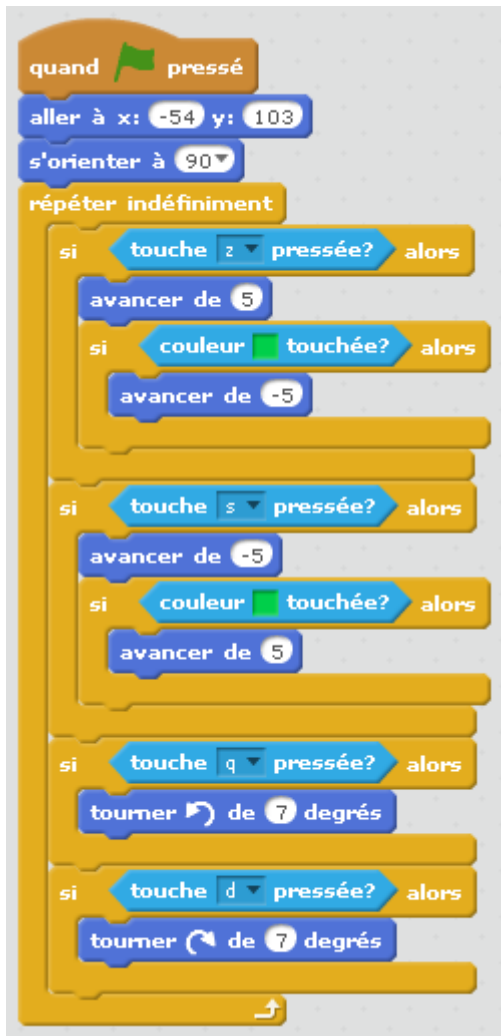 quand pressé
aller à x: -54 y: 103
s'orienter à 90
répéter indéfiniment
si touche z pressée? alors
avancer de 5
si couleur touchée? alors
avancer de -5
si touche s pressée? alors
avancer de -5
si couleur touchée? alors
avancer de 5
si touche q pressée? alors
tourner de 7 degrés
si touche d pressée? alors
tourner de 7 degrés